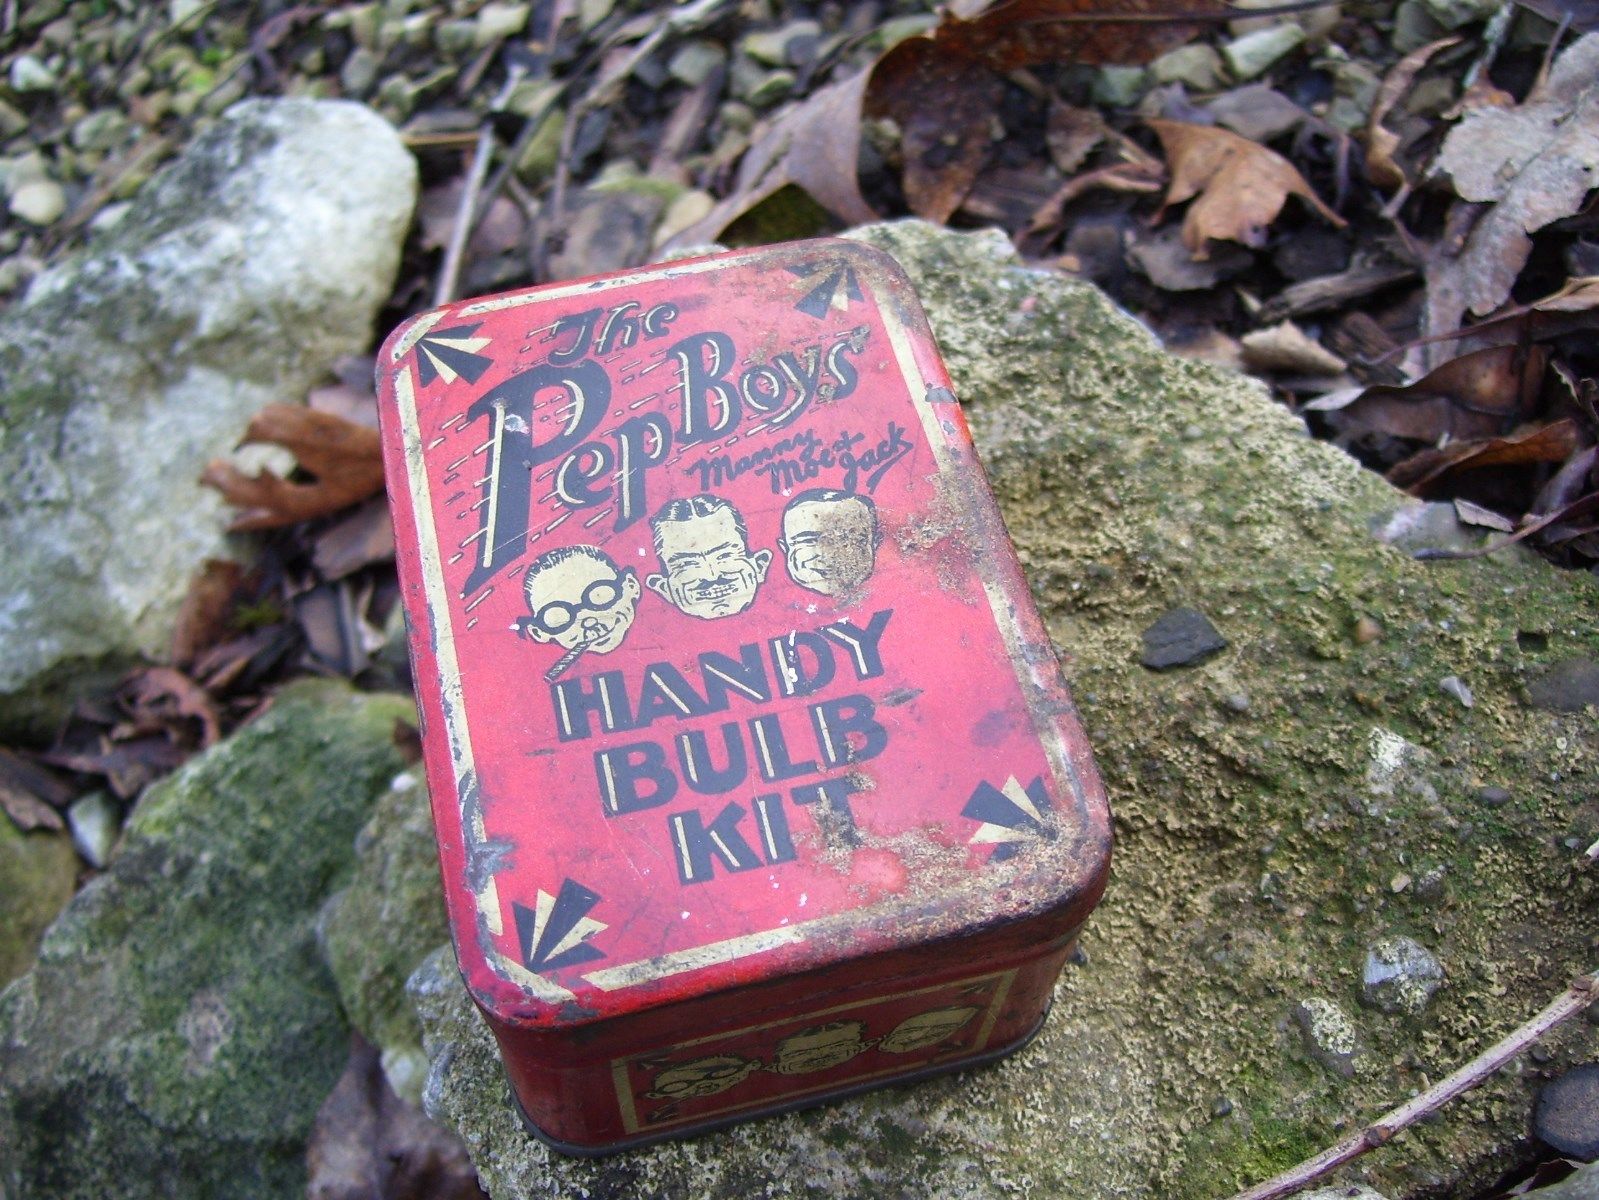 The
Pep Boys
Manny
Moe & Jack
HANDY
BULB
KIT